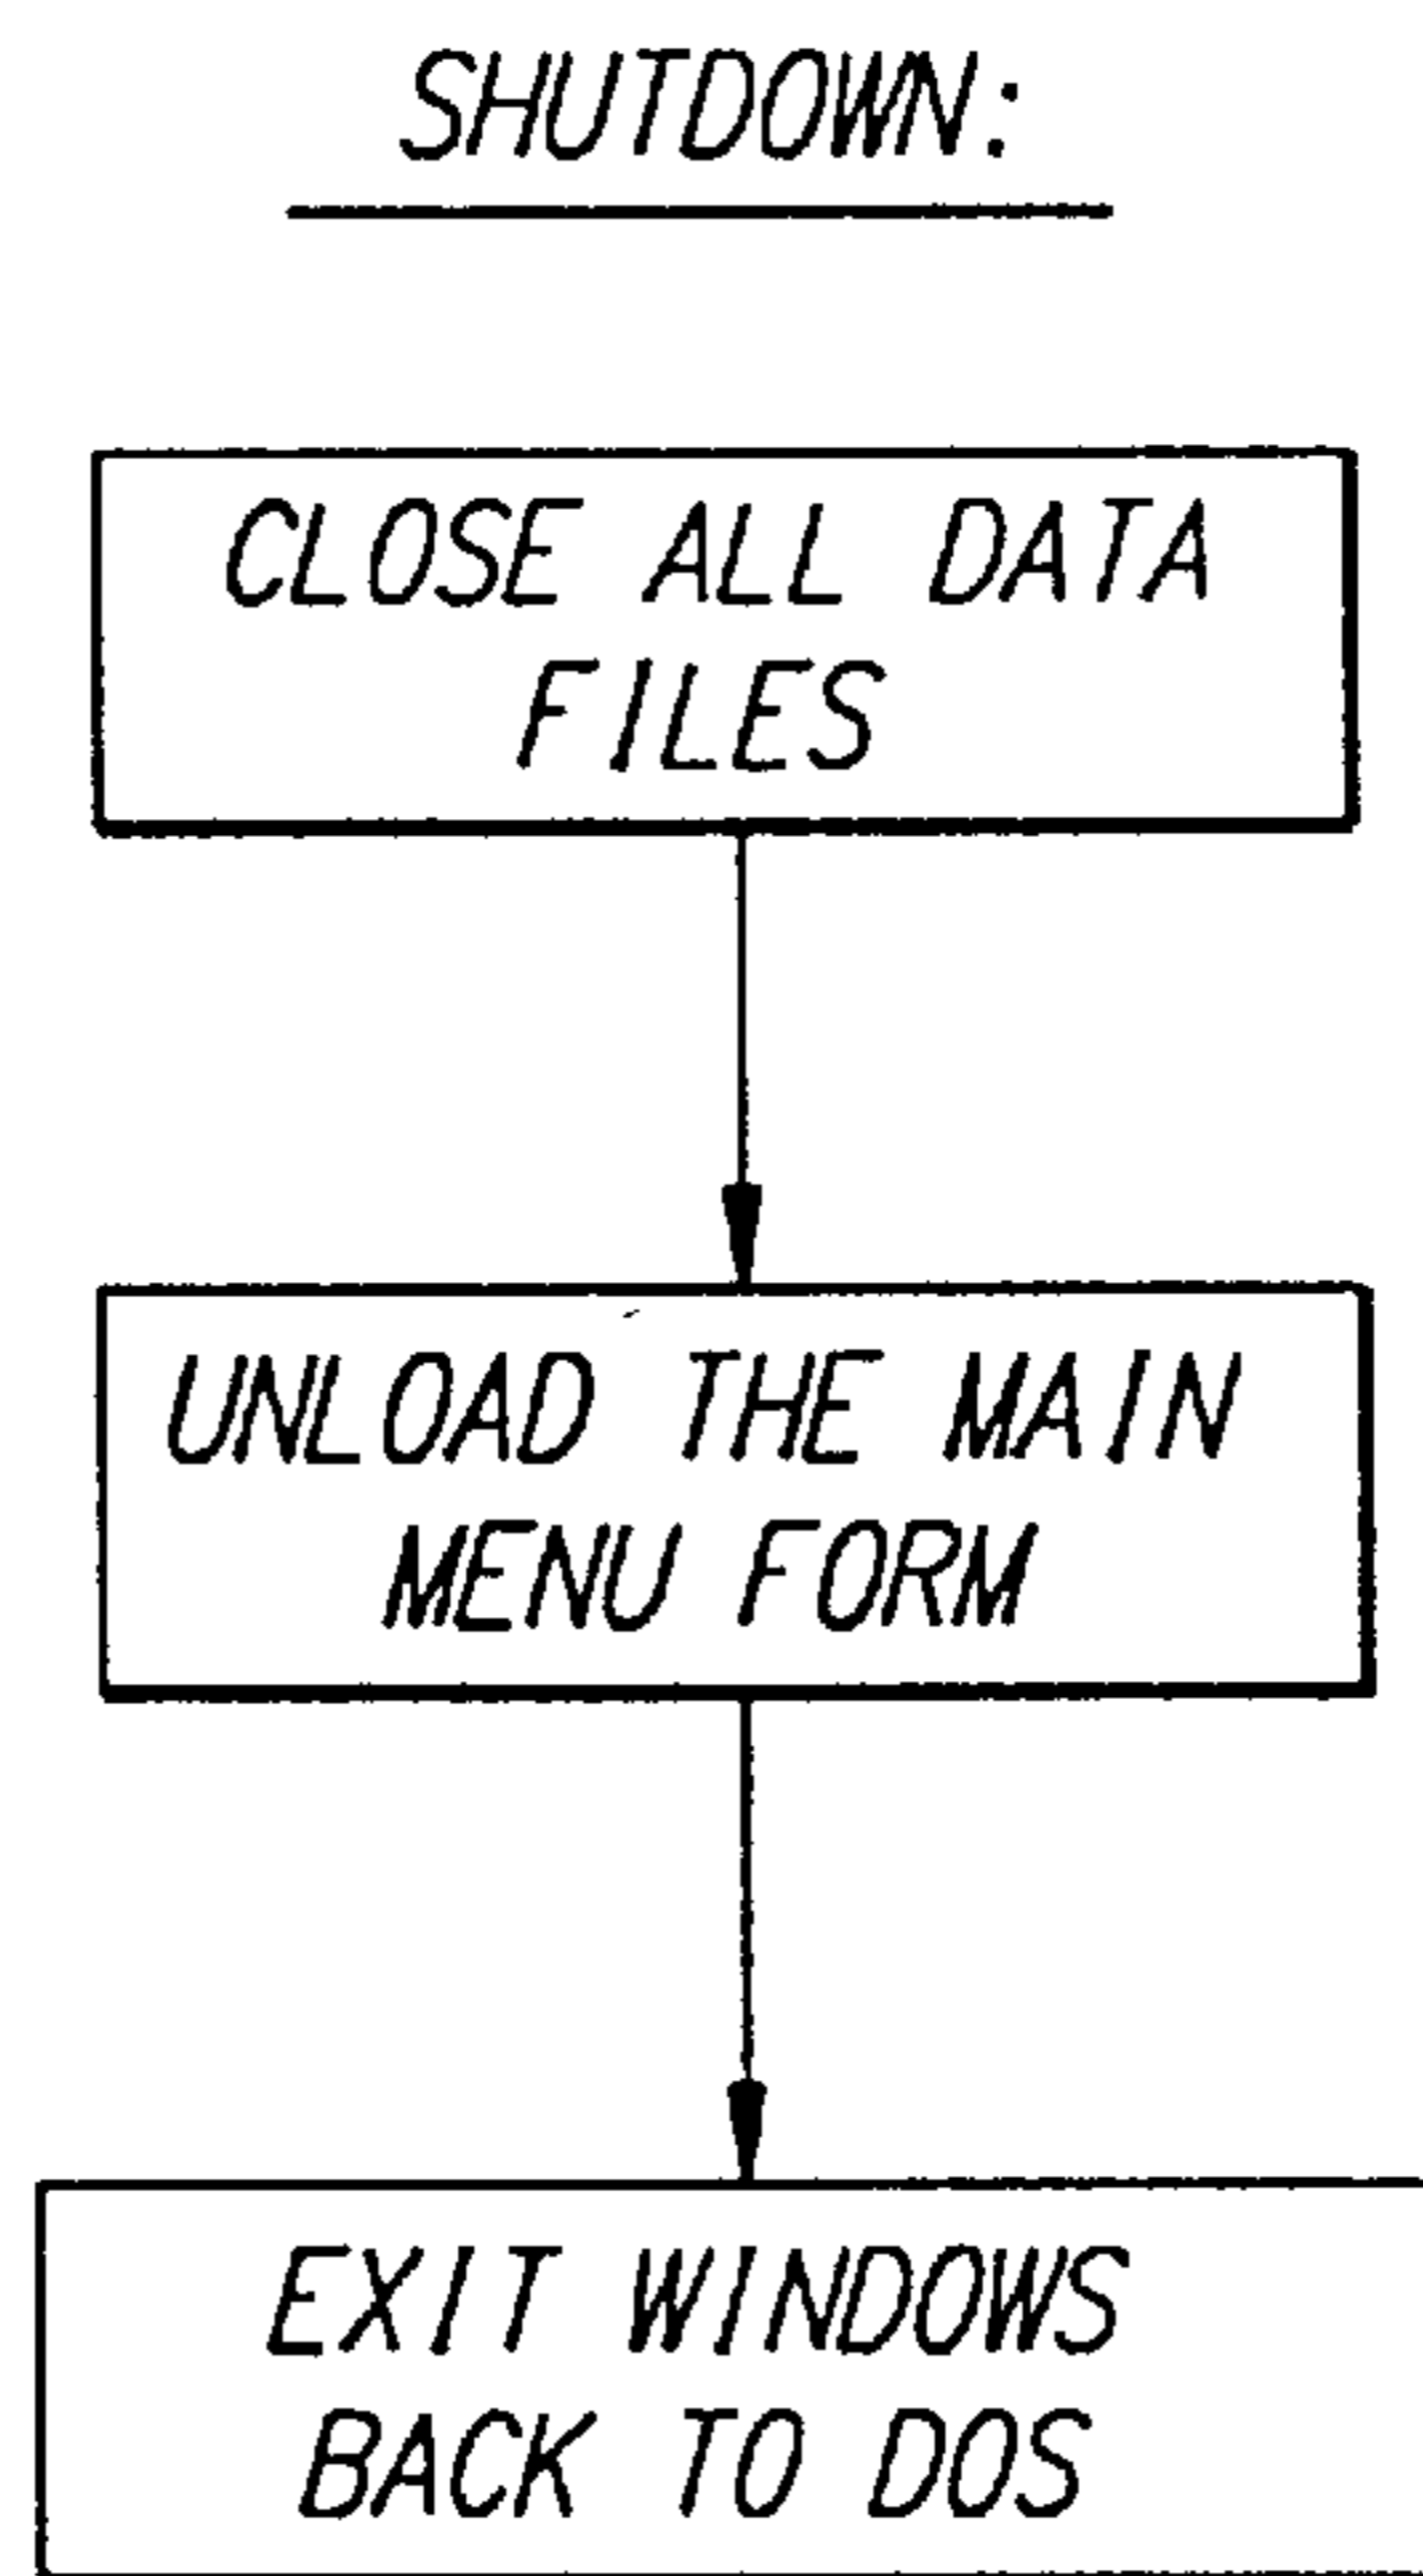 SHUTDOWN:
CLOSE ALL DATA
FILES
UNLOAD THE MAIN
MENU FORM
EXIT WINDOWS
BACK TO DOS